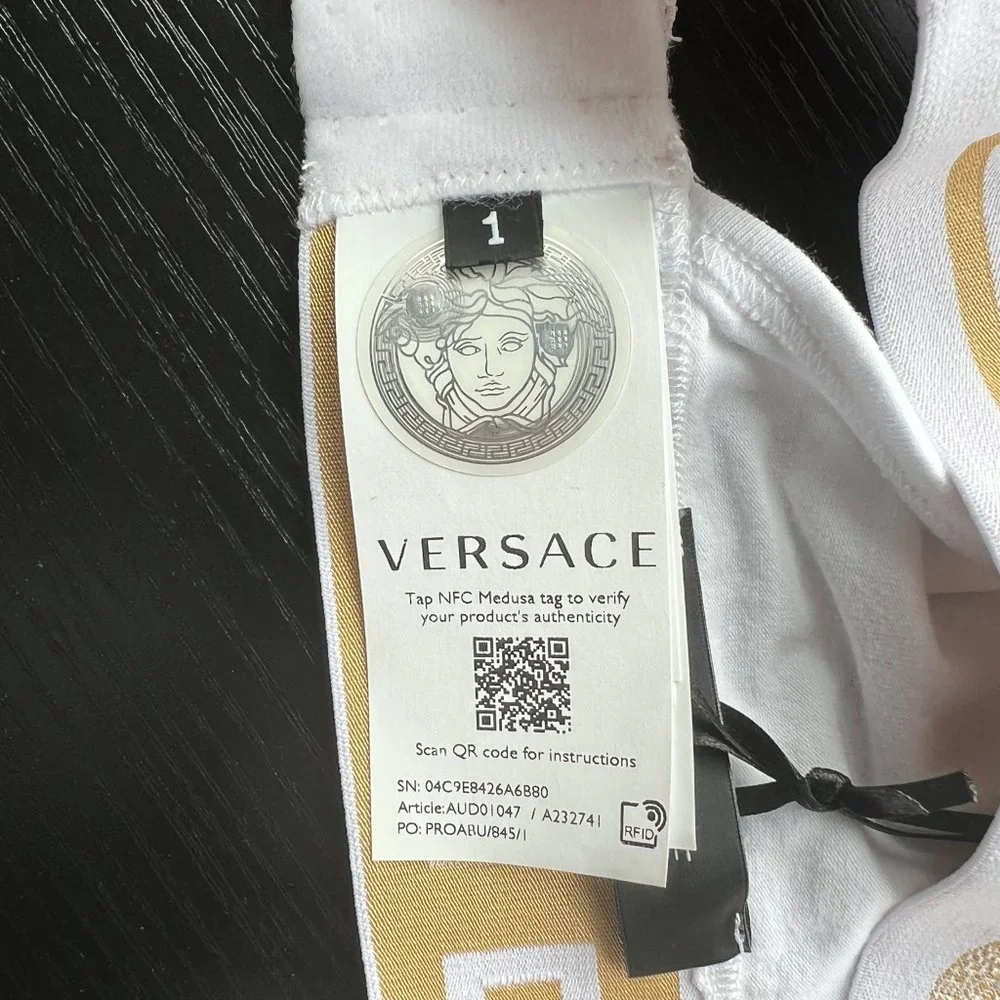 1
VERSACE
Tap NFC Medusa tag to verify
your product's authenticity
Scan QR code for instructions
SN: 04C9E8426A6B80
Article: AUD01047 / A232741
PO: PROABU/845/1
RFID